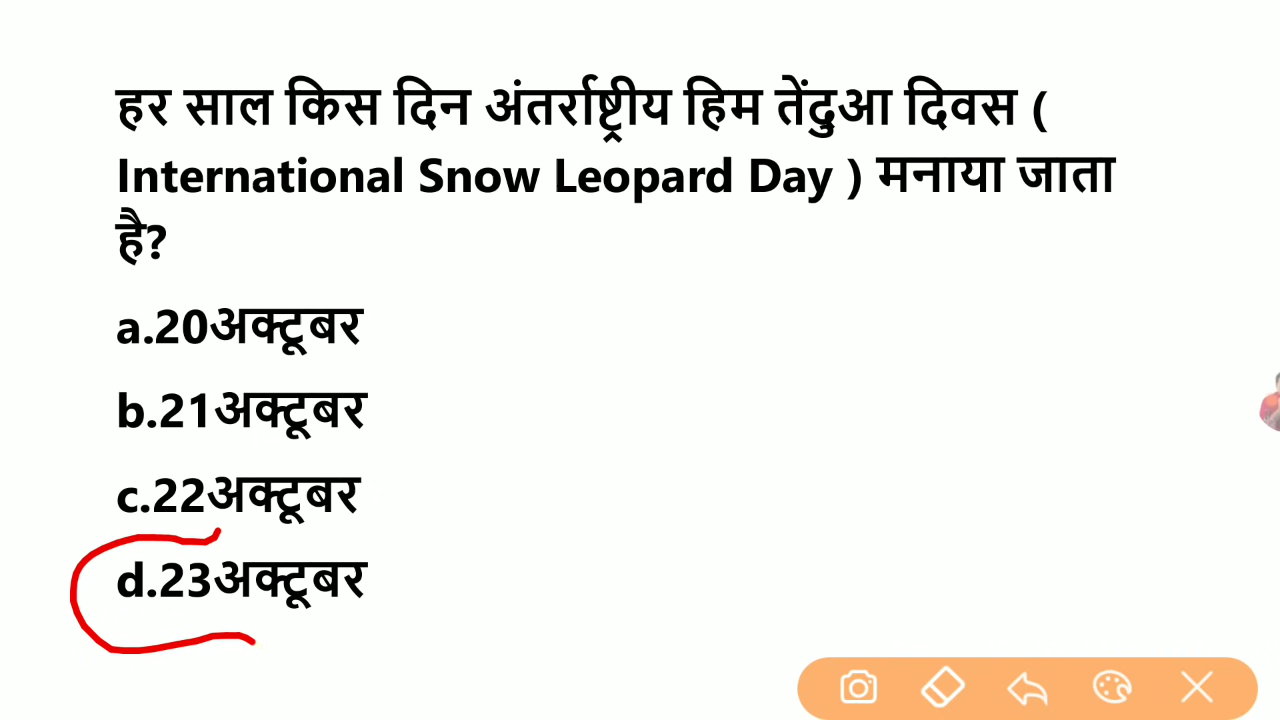 हर साल किस दिन अंतर्राष्ट्रीय हिम तेंदुआ दिवस (
International Snow Leopard Day ) मनाया जाता
है?
a.20अक्टूबर
b.21अक्टूबर
c.22अक्टूबर
d.23अक्टूबर